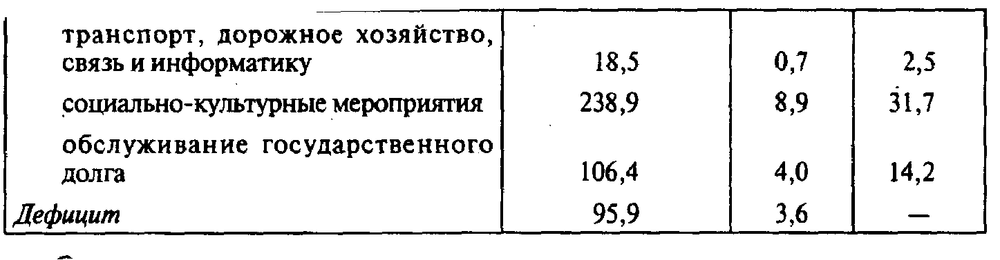 транспорт, дорожное хозяйство,
связь и информатику 18,5 0,7 2,5
социально-культурные мероприятия 238,9 8,9 31,7
обслуживание государственного
долга 106,4 4,0 14,2
Дефицит 95,9 3,6 —